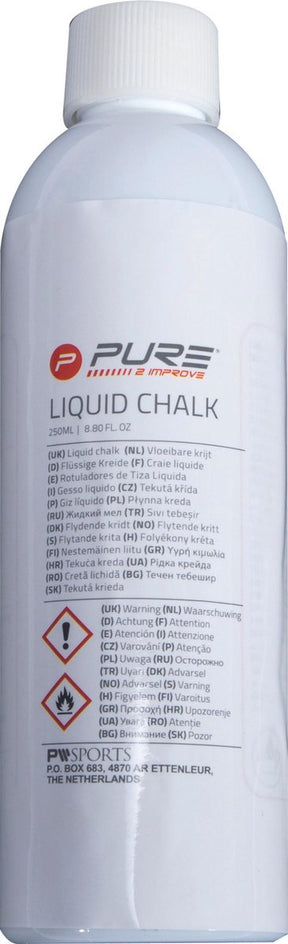 P PURE
2 IMPROVE
LIQUID CHALK
250ML | 8.80 FL. OZ
(UK) Liquid chalk (NL) Vloeibare krijt
(D) Flüssige Kreide (F) Craie liquide
(E) Rotuladores de Tiza Liquida
(I) Gesso liquido (CZ) Tekutá křída
(P) Giz líquido (PL) Płynna kreda
(RU) Жидкий мел (TR) Sıvı tebeşir
(DK) Flydende kridt (NO) Flytende kritt
(S) Flytande krita (H) Folyékony kréta
(FI) Nestemäinen liitu (GR) Υγρή κιμωλία
(HR) Tekuća kreda (UA) Рідка крейда
(RO) Cretă lichidă (BG) Течен тебешир
(SK) Tekutá krieda
(UK) Warning (NL) Waarschuwing
(D) Achtung (F) Attention
(E) Atención (I) Attenzione
(CZ) Varování (P) Atenção
(PL) Uwaga (RU) Осторожно
(TR) Uyarı (DK) Advarsel
(NO) Advarsel (S) Varning
(H) Figyelem (FI) Varoitus
(GR) Προσοχή (HR) Upozorenje
(UA) Увага (RO) Atenție
(BG) Внимание (SK) Pozor
PWSPORTS
P.O. BOX 683, 4870 AR ETTENLEUR,
THE NETHERLANDS